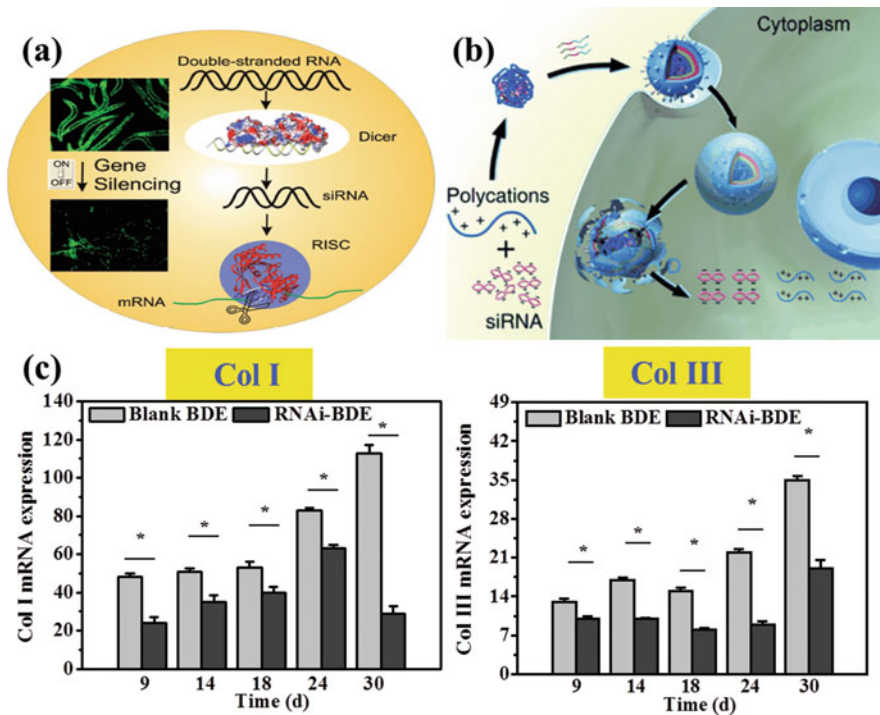 (a)
Double-stranded RNA
Dicer
ON
OFF
Gene
Silencing
siRNA
RISC
mRNA
(b)
Cytoplasm
Polycations
+ + + + +
+
siRNA
(c)
Col I
Col I mRNA expression
140
120
100
80
60
40
20
0
Blank BDE
RNAi-BDE
*
*
*
*
*
9 14 18 24 30
Time (d)
Col III
Col III mRNA expression
49
42
35
28
21
14
7
0
Blank BDE
RNAi-BDE
*
*
*
*
*
9 14 18 24 30
Time (d)